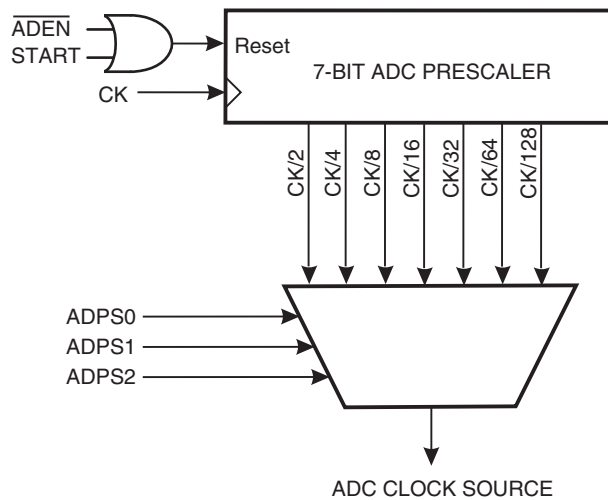 A̅D̅E̅N̅
START
Reset
7-BIT ADC PRESCALER
CK
CK/2
CK/4
CK/8
CK/16
CK/32
CK/64
CK/128
ADPS0
ADPS1
ADPS2
ADC CLOCK SOURCE